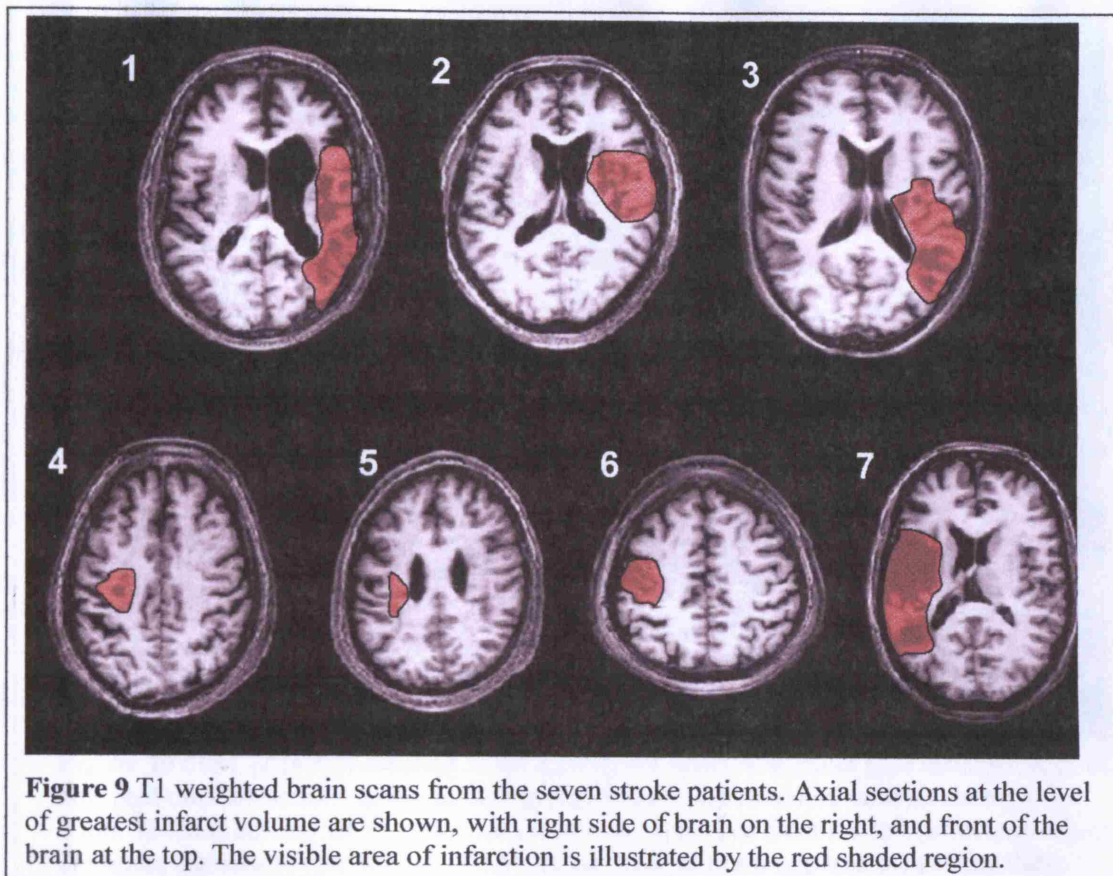 1 2 3
4 5 6 7
Figure 9 T1 weighted brain scans from the seven stroke patients. Axial sections at the level
of greatest infarct volume are shown, with right side of brain on the right, and front of the
brain at the top. The visible area of infarction is illustrated by the red shaded region.